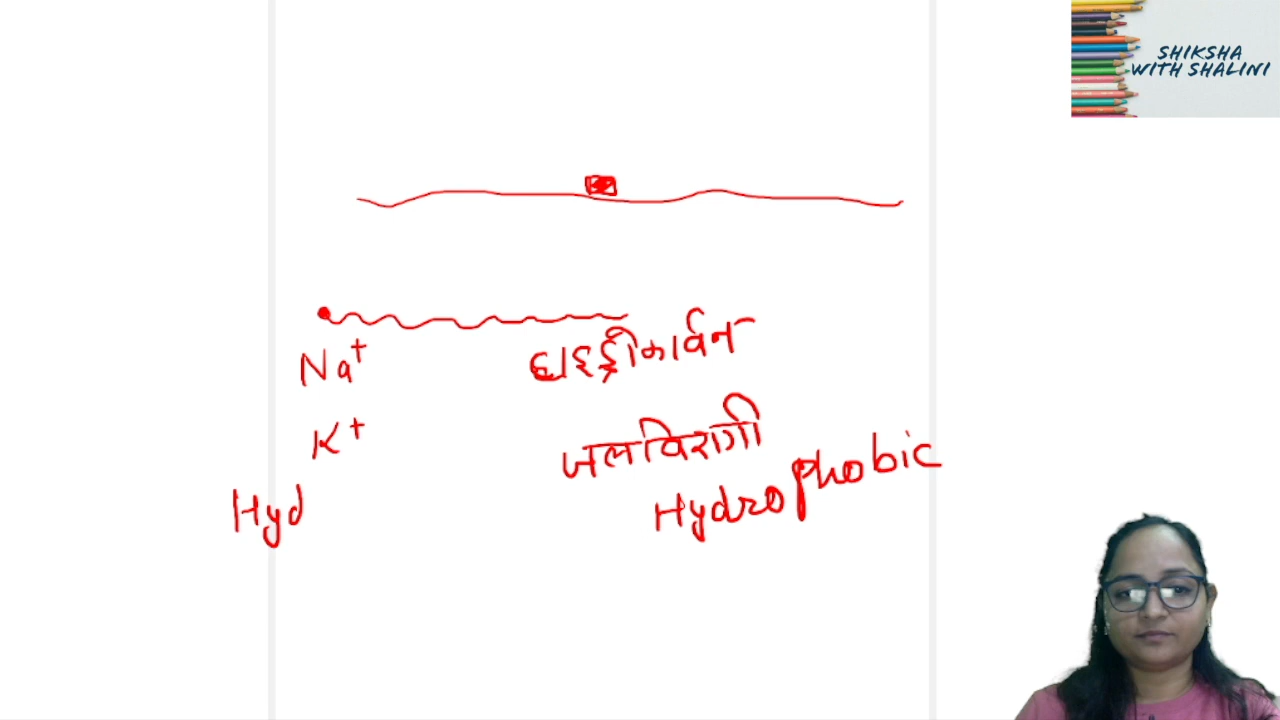 SHIKSHA
WITH SHALINI
Na+
हाइड्रोकार्बन
K+
जलविरागी
Hydrophobic
Hyd